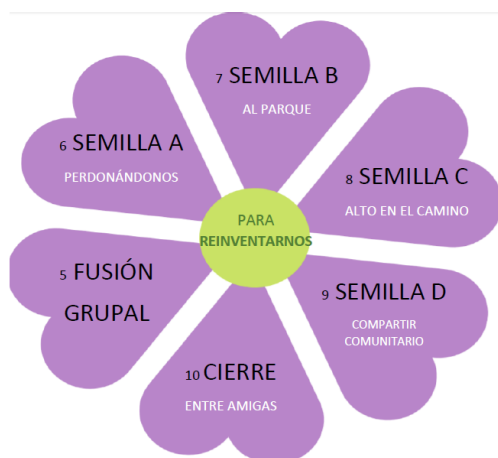 7 SEMILLA B
AL PARQUE
6 SEMILLA A
PERDONÁNDONOS
8 SEMILLA C
ALTO EN EL CAMINO
PARA
REINVENTARNOS
5 FUSIÓN
GRUPAL
9 SEMILLA D
COMPARTIR
COMUNITARIO
10 CIERRE
ENTRE AMIGAS